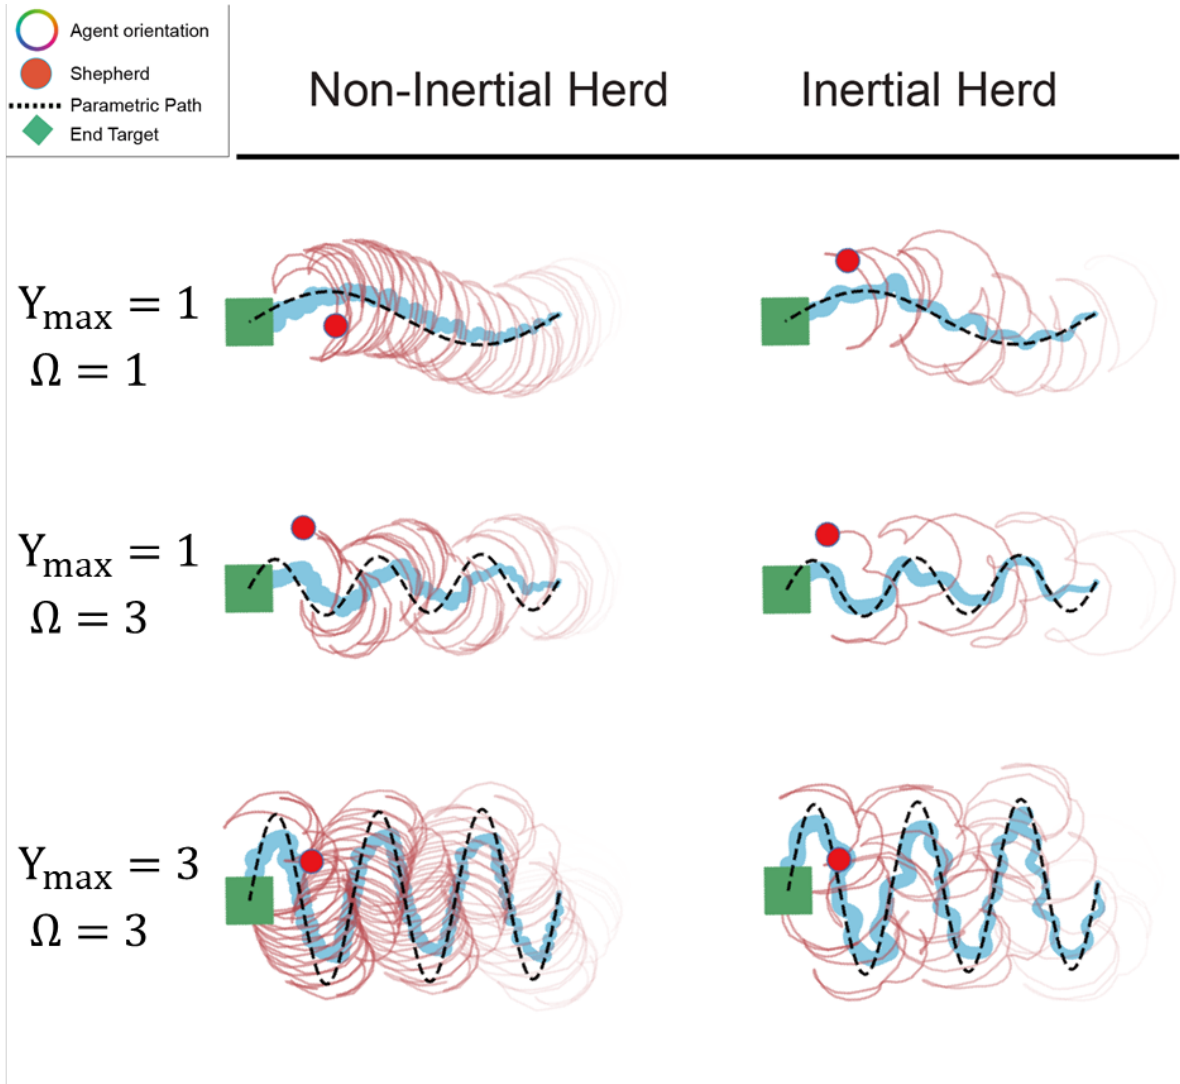 Agent orientation
Shepherd
Parametric Path
End Target
Non-Inertial Herd
Inertial Herd
Ymax = 1
Ω = 1
Ymax = 1
Ω = 3
Ymax = 3
Ω = 3